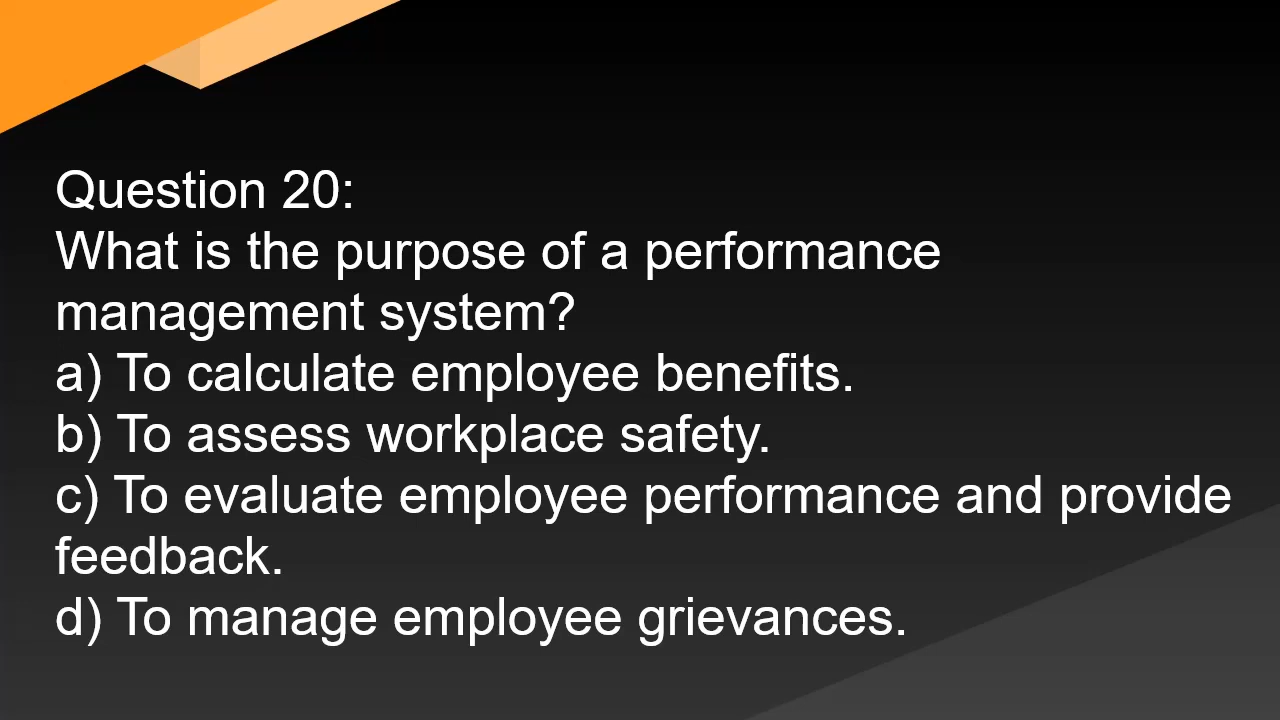 Question 20:
What is the purpose of a performance
management system?
a) To calculate employee benefits.
b) To assess workplace safety.
c) To evaluate employee performance and provide
feedback.
d) To manage employee grievances.